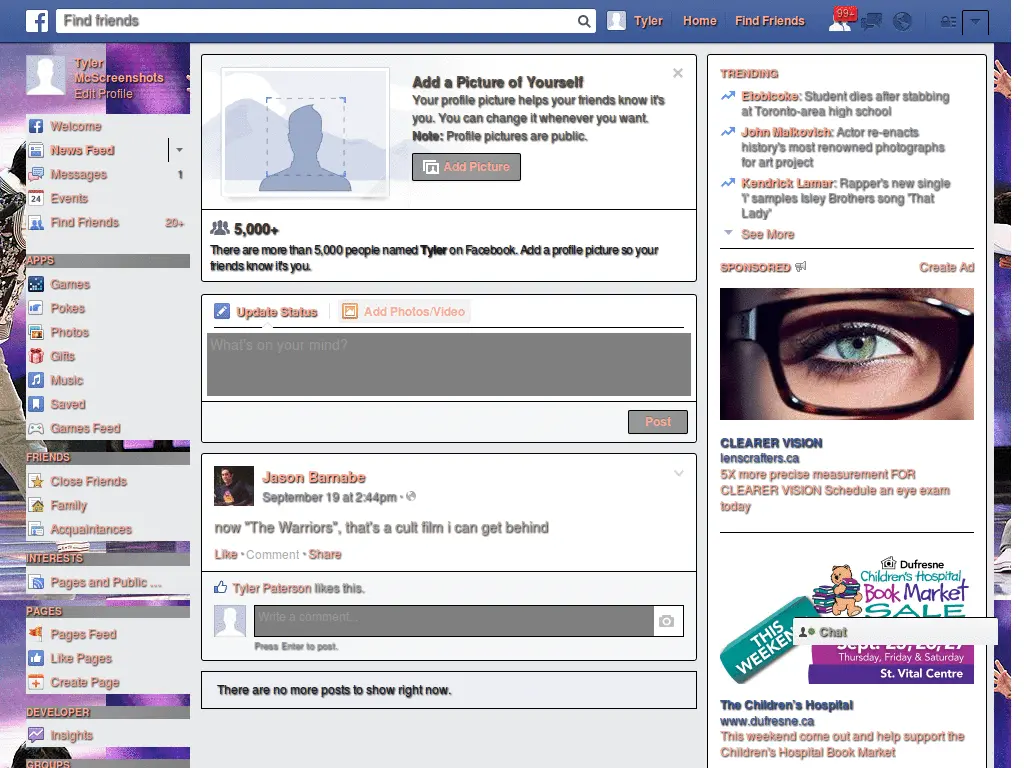 Find friends
Tyler
Home
Find Friends
99+
Tyler
McScreenshots
Edit Profile
Welcome
News Feed
Messages
1
24
Events
Find Friends
20+
APPS
Games
Pokes
Photos
Gifts
Music
Saved
Games Feed
FRIENDS
Close Friends
Family
Acquaintances
INTERESTS
Pages and Public ...
PAGES
Pages Feed
Like Pages
Create Page
DEVELOPER
Insights
GROUPS
Add a Picture of Yourself
Your profile picture helps your friends know it's
you. You can change it whenever you want.
Note: Profile pictures are public.
Add Picture
5,000+
There are more than 5,000 people named Tyler on Facebook. Add a profile picture so your
friends know it's you.
Update Status
Add Photos/Video
What's on your mind?
Post
Jason Barnabe
September 19 at 2:44pm ·
now "The Warriors", that's a cult film i can get behind
Like · Comment · Share
Tyler Paterson likes this.
Write a comment...
Press Enter to post.
There are no more posts to show right now.
TRENDING
Etobicoke: Student dies after stabbing
at Toronto-area high school
John Malkovich: Actor re-enacts
history's most renowned photographs
for art project
Kendrick Lamar: Rapper's new single
'i' samples Isley Brothers song 'That
Lady'
See More
SPONSORED
Create Ad
CLEARER VISION
lenscrafters.ca
5X more precise measurement FOR
CLEARER VISION Schedule an eye exam
today
Dufresne
Children's Hospital
Book Market
SALE
THIS
WEEKEN
Chat
Sept. 25, 26, 27
Thursday, Friday & Saturday
St. Vital Centre
The Children's Hospital
www.dufresne.ca
This weekend come out and help support the
Children's Hospital Book Market